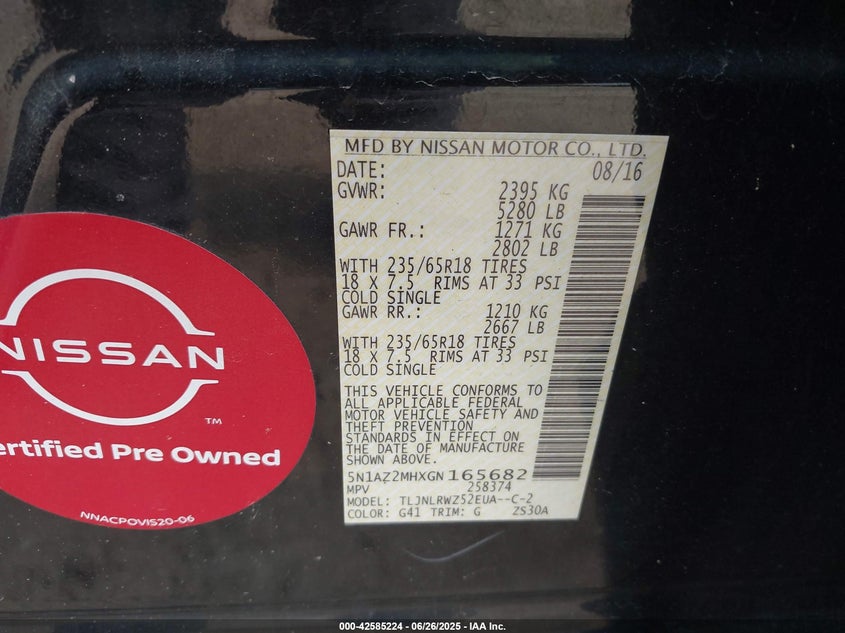 MFD BY NISSAN MOTOR CO., LTD.
DATE: 08/16
GVWR: 2395 KG
5280 LB
GAWR FR.: 1271 KG
2802 LB
WITH 235/65R18 TIRES
18 X 7.5 RIMS AT 33 PSI
COLD SINGLE
GAWR RR.: 1210 KG
2667 LB
WITH 235/65R18 TIRES
18 X 7.5 RIMS AT 33 PSI
COLD SINGLE
THIS VEHICLE CONFORMS TO
ALL APPLICABLE FEDERAL
MOTOR VEHICLE SAFETY AND
THEFT PREVENTION
STANDARDS IN EFFECT ON
THE DATE OF MANUFACTURE
SHOWN ABOVE.
5N1AZ2MHXGN165682
MPV 258374
MODEL: TLJNLRWZ52EUA--C-2
COLOR: G41 TRIM: G ZS30A
NISSAN
TM
ertified Pre Owned
NNACPOVIS20-06
000-42585224 - 06/26/2025 - IAA Inc.